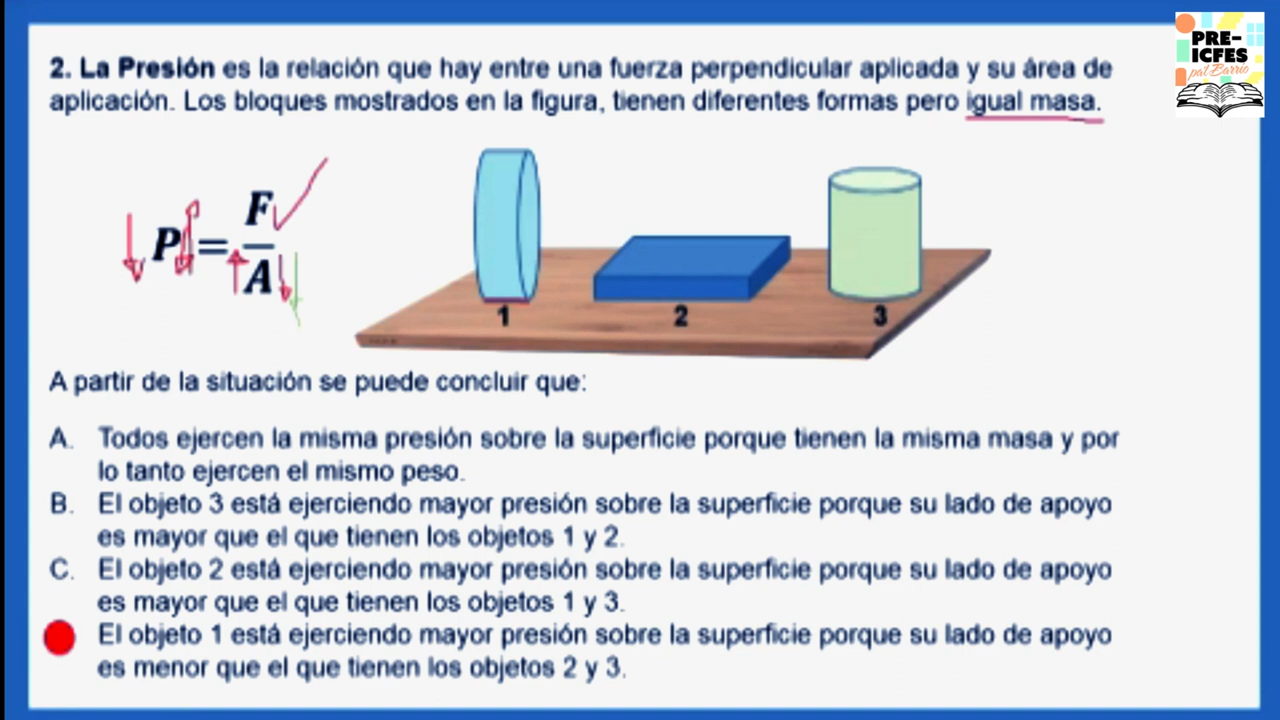 PRE-
ICFES
pal Barrio
2. La Presión es la relación que hay entre una fuerza perpendicular aplicada y su área de
aplicación. Los bloques mostrados en la figura, tienen diferentes formas pero igual masa.
P = F
A
1 2 3
A partir de la situación se puede concluir que:
A. Todos ejercen la misma presión sobre la superficie porque tienen la misma masa y por
lo tanto ejercen el mismo peso.
B. El objeto 3 está ejerciendo mayor presión sobre la superficie porque su lado de apoyo
es mayor que el que tienen los objetos 1 y 2.
C. El objeto 2 está ejerciendo mayor presión sobre la superficie porque su lado de apoyo
es mayor que el que tienen los objetos 1 y 3.
El objeto 1 está ejerciendo mayor presión sobre la superficie porque su lado de apoyo
es menor que el que tienen los objetos 2 y 3.